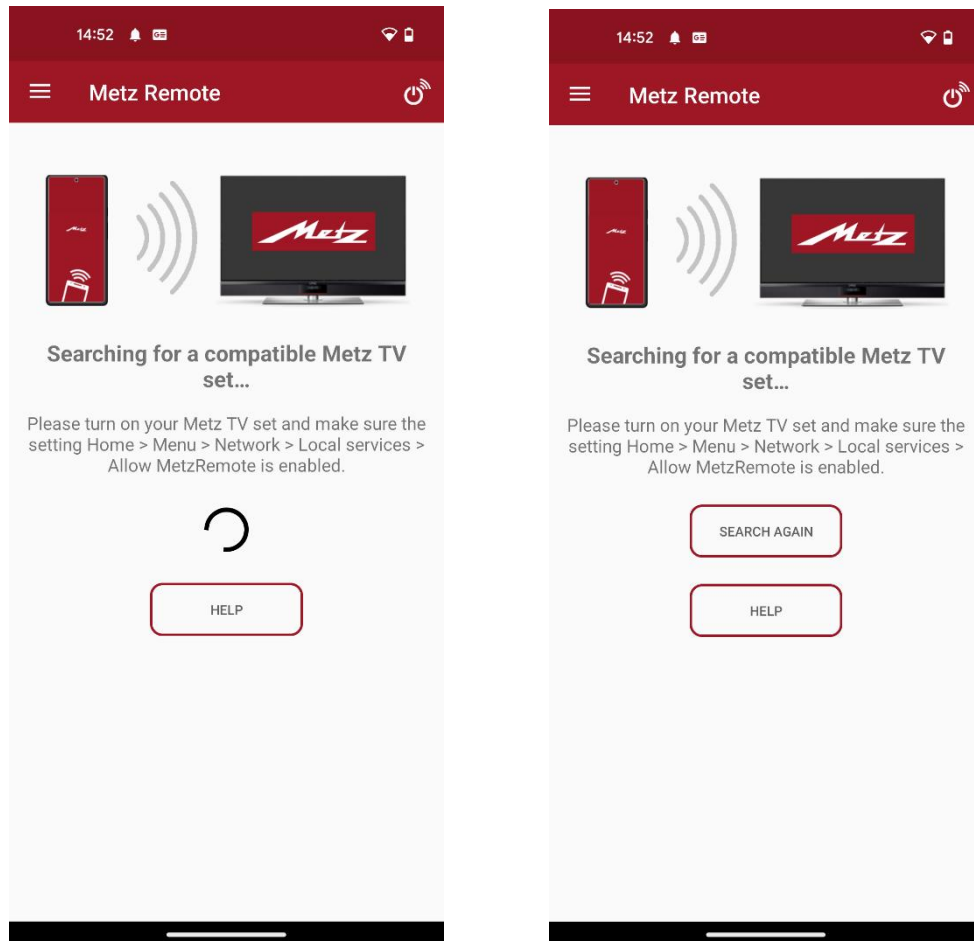 14:52
Metz Remote
Metz
Metz
Searching for a compatible Metz TV
set...
Please turn on your Metz TV set and make sure the
setting Home > Menu > Network > Local services >
Allow MetzRemote is enabled.
HELP
14:52
Metz Remote
Metz
Metz
Searching for a compatible Metz TV
set...
Please turn on your Metz TV set and make sure the
setting Home > Menu > Network > Local services >
Allow MetzRemote is enabled.
SEARCH AGAIN
HELP